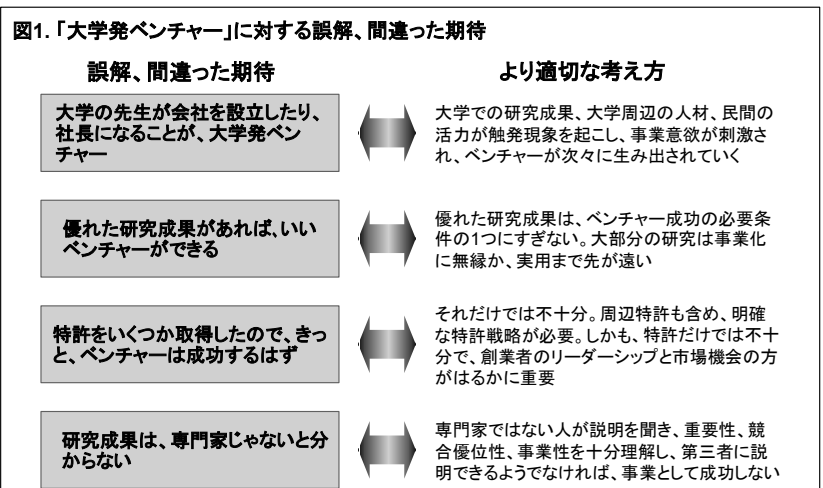 図1. 「大学発ベンチャー」に対する誤解、間違った期待
誤解、間違った期待
より適切な考え方
大学の先生が会社を設立したり、
社長になることが、大学発ベン
チャー
大学での研究成果、大学周辺の人材、民間の
活力が触発現象を起こし、事業意欲が刺激さ
れ、ベンチャーが次々に生み出されていく
優れた研究成果があれば、いい
ベンチャーができる
優れた研究成果は、ベンチャー成功の必要条
件の1つにすぎない。大部分の研究は事業化
に無縁か、実用まで先が遠い
特許をいくつか取得したので、きっ
と、ベンチャーは成功するはず
それだけでは不十分。周辺特許も含め、明確
な特許戦略が必要。しかも、特許だけでは不十
分で、創業者のリーダーシップと市場機会の方
がはるかに重要
研究成果は、専門家じゃないと分
からない
専門家ではない人が説明を聞き、重要性、競
合優位性、事業性を十分理解し、第三者に説
明できるようでなければ、事業として成功しない